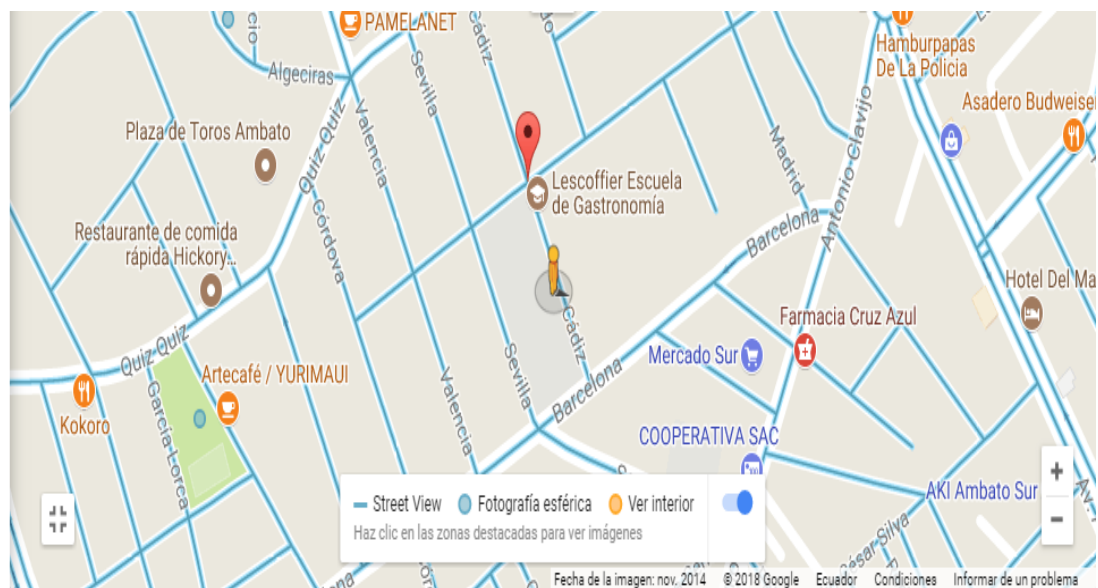 PAMELANET
cio
Cádiz
Hamburpapas
De La Policia
Algeciras
Sevilla
Asadero Budweiser
Plaza de Toros Ambato
Quiz Quiz
Valencia
Madrid
Antonio Clavijo
Lescoffier Escuela
de Gastronomía
Córdova
Restaurante de comida
rápida Hickory...
Barcelona
Hotel Del Ma
Cádiz
Farmacia Cruz Azul
Quiz Quiz
Mercado Sur
Sevilla
Artecafé / YURIMAUI
Valencia
Barcelona
Kokoro
García Lorca
COOPERATIVA SAC
S
AKI Ambato Sur
Av.
Street View
Fotografía esférica
Ver interior
Haz clic en las zonas destacadas para ver imágenes
ésar Silva
Fecha de la imagen: nov. 2014
© 2018 Google
Ecuador
Condiciones
Informar de un problema